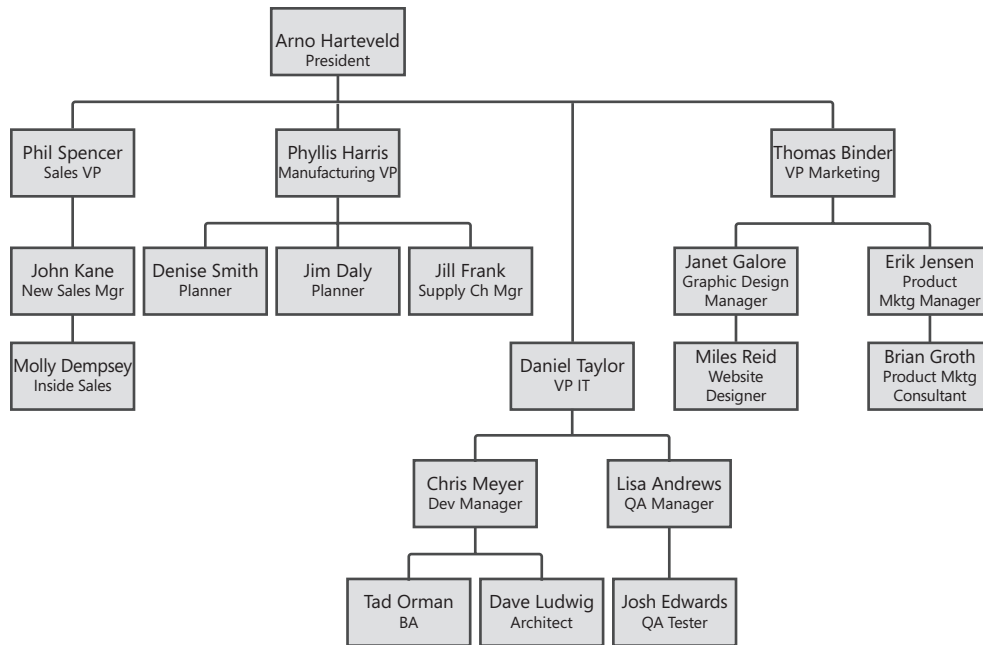 Arno Harteveld
President
Phil Spencer
Sales VP
Phyllis Harris
Manufacturing VP
Thomas Binder
VP Marketing
John Kane
New Sales Mgr
Denise Smith
Planner
Jim Daly
Planner
Jill Frank
Supply Ch Mgr
Janet Galore
Graphic Design
Manager
Erik Jensen
Product
Mktg Manager
Molly Dempsey
Inside Sales
Daniel Taylor
VP IT
Miles Reid
Website
Designer
Brian Groth
Product Mktg
Consultant
Chris Meyer
Dev Manager
Lisa Andrews
QA Manager
Tad Orman
BA
Dave Ludwig
Architect
Josh Edwards
QA Tester